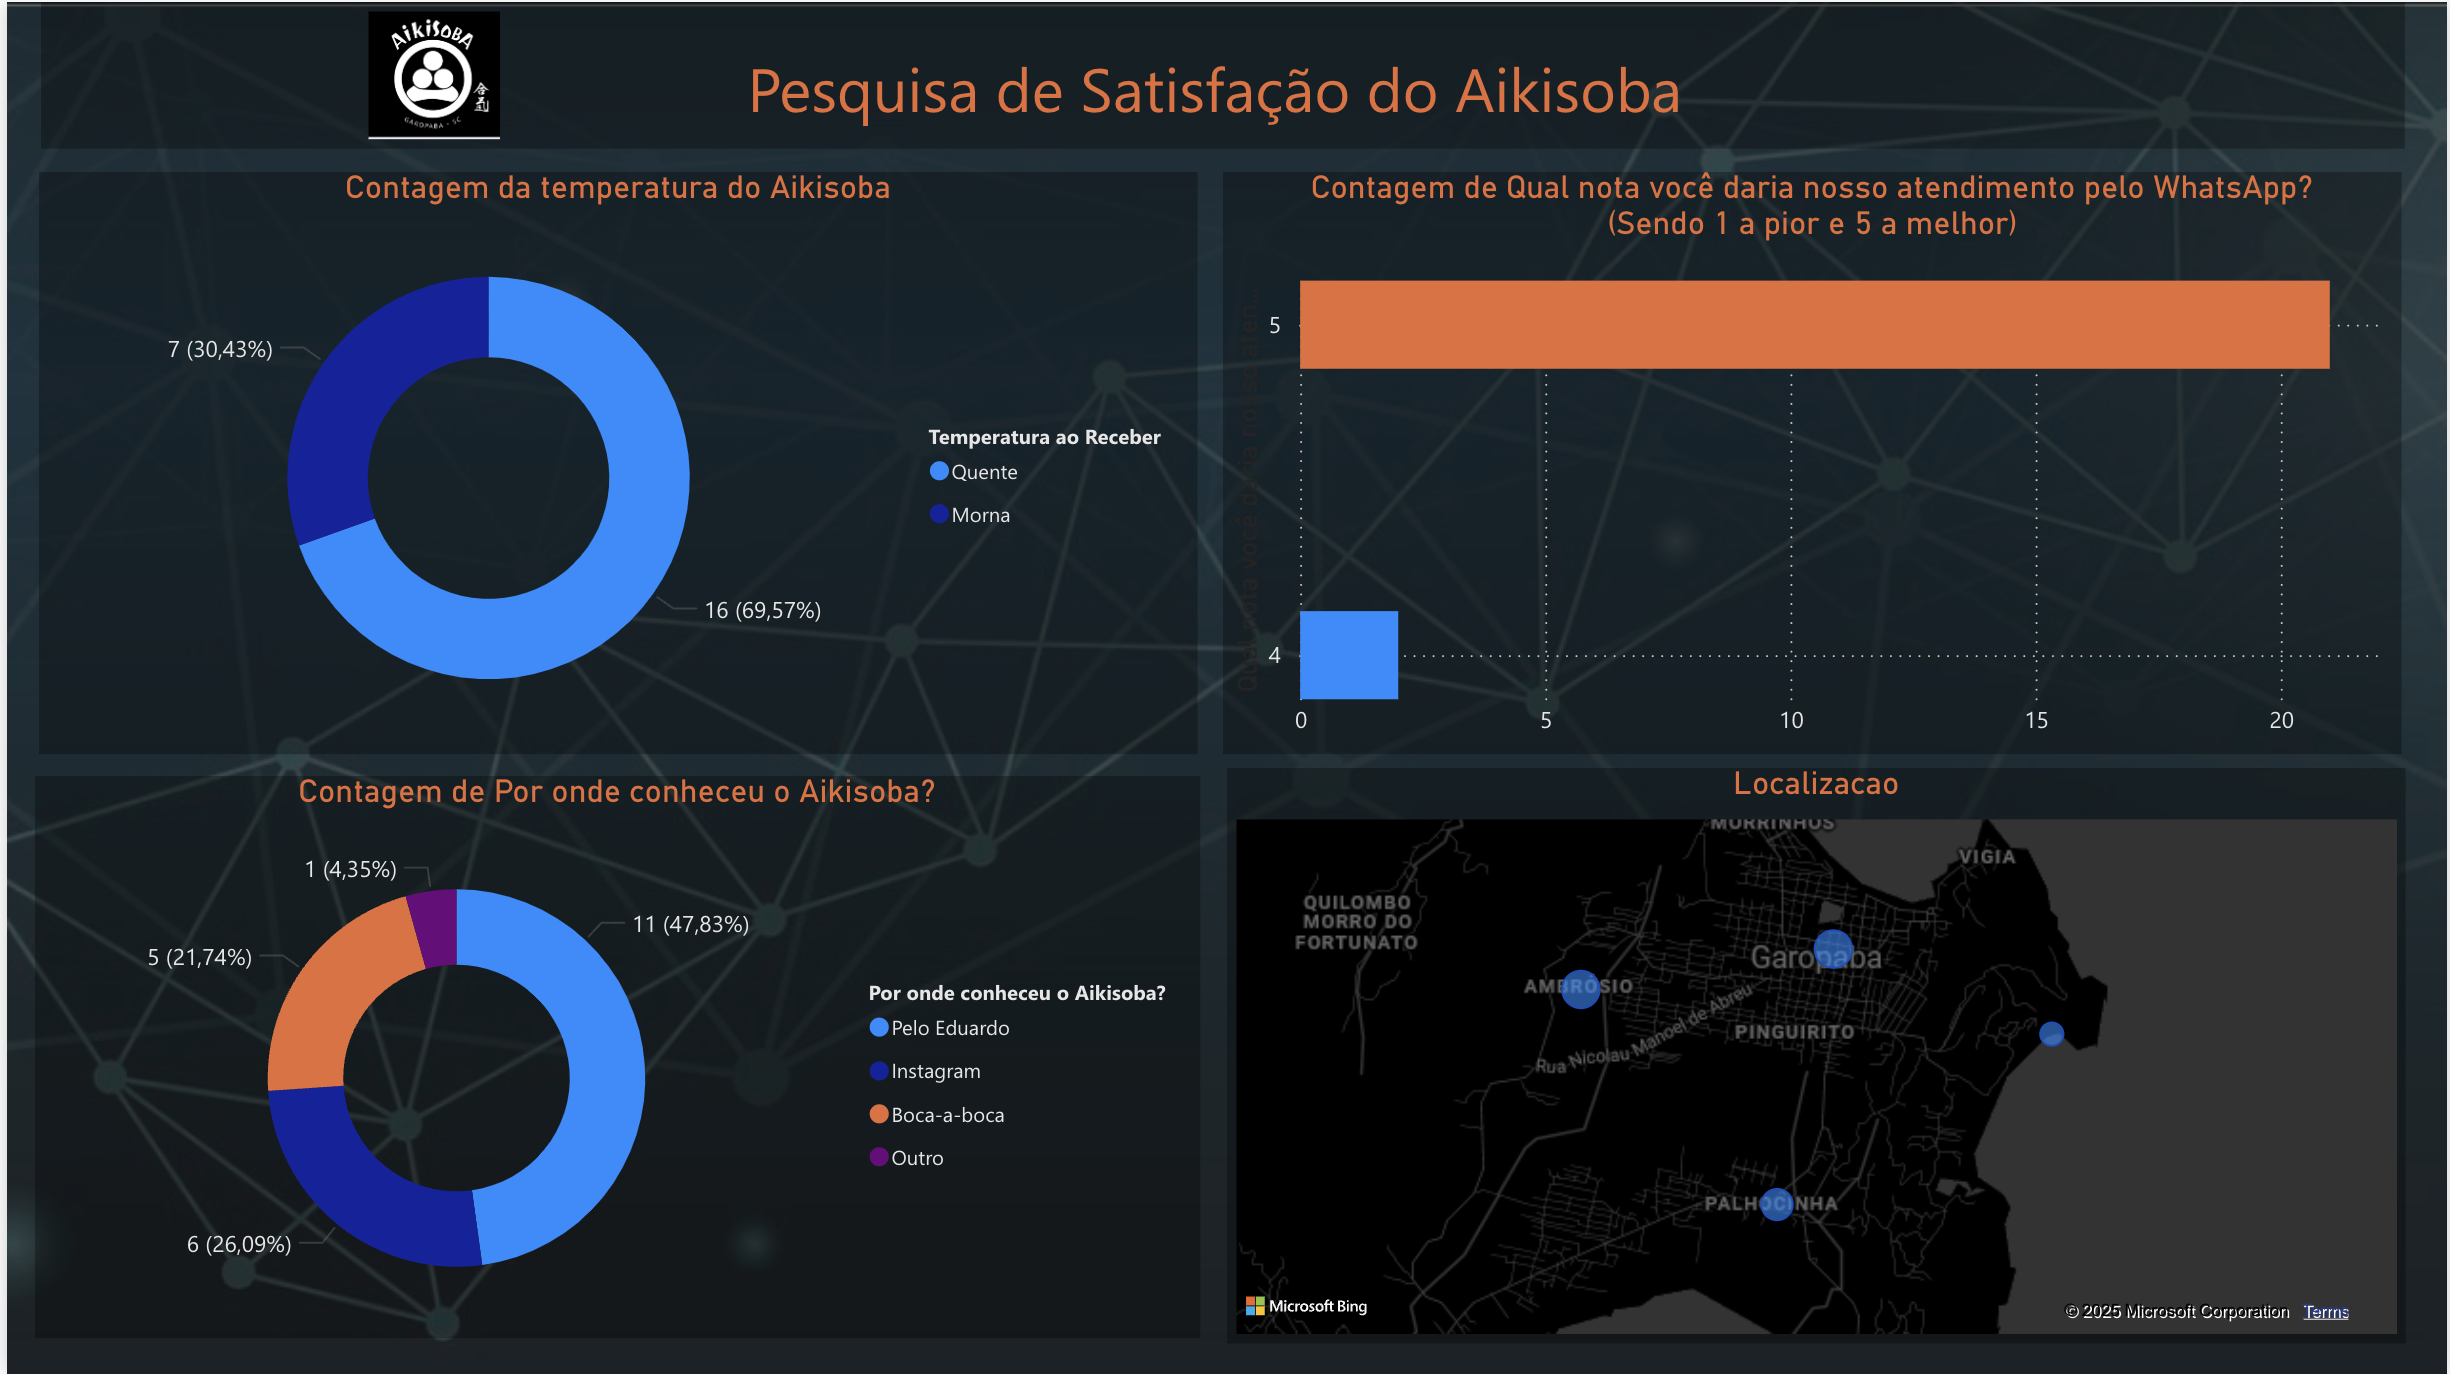 AikiSOBA
合氣
GAROPABA - SC
Pesquisa de Satisfação do Aikisoba
Contagem da temperatura do Aikisoba
7 (30,43%)
16 (69,57%)
Temperatura ao Receber
Quente
Morna
Contagem de Qual nota você daria nosso atendimento pelo WhatsApp?
(Sendo 1 a pior e 5 a melhor)
Qual nota você daria nosso aten...
5
4
0 5 10 15 20
Contagem de Por onde conheceu o Aikisoba?
1 (4,35%)
11 (47,83%)
5 (21,74%)
6 (26,09%)
Por onde conheceu o Aikisoba?
Pelo Eduardo
Instagram
Boca-a-boca
Outro
Localizacao
MORRINHOS
VIGIA
QUILOMBO
MORRO DO
FORTUNATO
Garopaba
AMBRÓSIO
Rua Nicolau Manoel de Abreu
PINGUIRITO
PALHOCINHA
Microsoft Bing
© 2025 Microsoft Corporation Terms